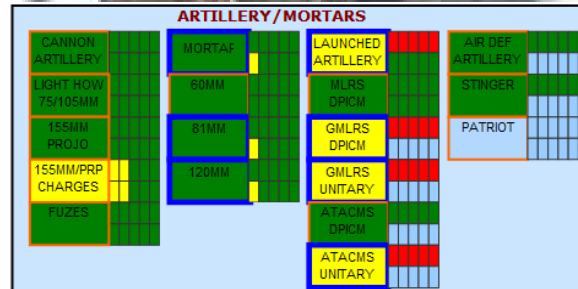 ARTILLERY/MORTARS
CANNON
ARTILLERY
LIGHT HOW
75/105MM
155MM
PROJO
155MM/PRP
CHARGES
FUZES
MORTAR
60MM
81MM
120MM
LAUNCHED
ARTILLERY
MLRS
DPICM
GMLRS
DPICM
GMLRS
UNITARY
ATACMS
DPICM
ATACMS
UNITARY
AIR DEF
ARTILLERY
STINGER
PATRIOT